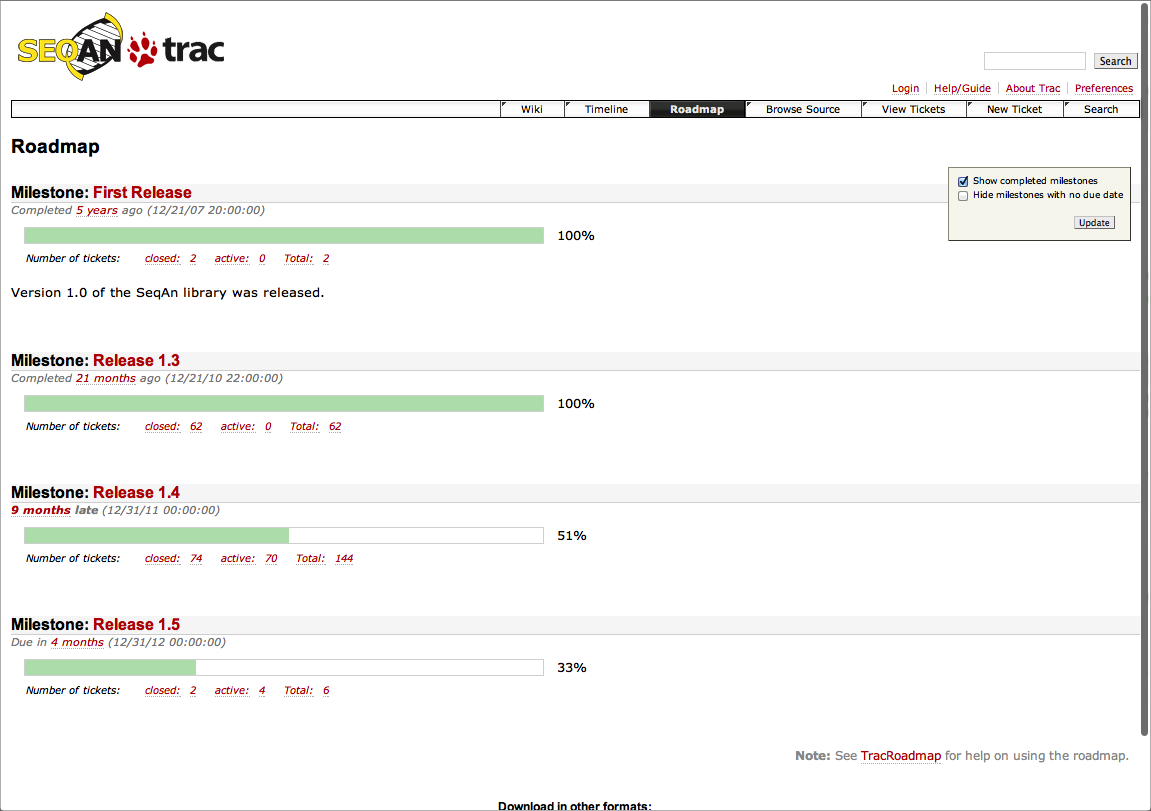 SEQAN trac
Search
Login Help/Guide About Trac Preferences
Wiki Timeline Roadmap Browse Source View Tickets New Ticket Search
Roadmap
Show completed milestones
Hide milestones with no due date
Update
Milestone: First Release
Completed 5 years ago (12/21/07 20:00:00)
100%
Number of tickets: closed: 2 active: 0 Total: 2
Version 1.0 of the SeqAn library was released.
Milestone: Release 1.3
Completed 21 months ago (12/21/10 22:00:00)
100%
Number of tickets: closed: 62 active: 0 Total: 62
Milestone: Release 1.4
9 months late (12/31/11 00:00:00)
51%
Number of tickets: closed: 74 active: 70 Total: 144
Milestone: Release 1.5
Due in 4 months (12/31/12 00:00:00)
33%
Number of tickets: closed: 2 active: 4 Total: 6
Note: See TracRoadmap for help on using the roadmap.
Download in other formats: